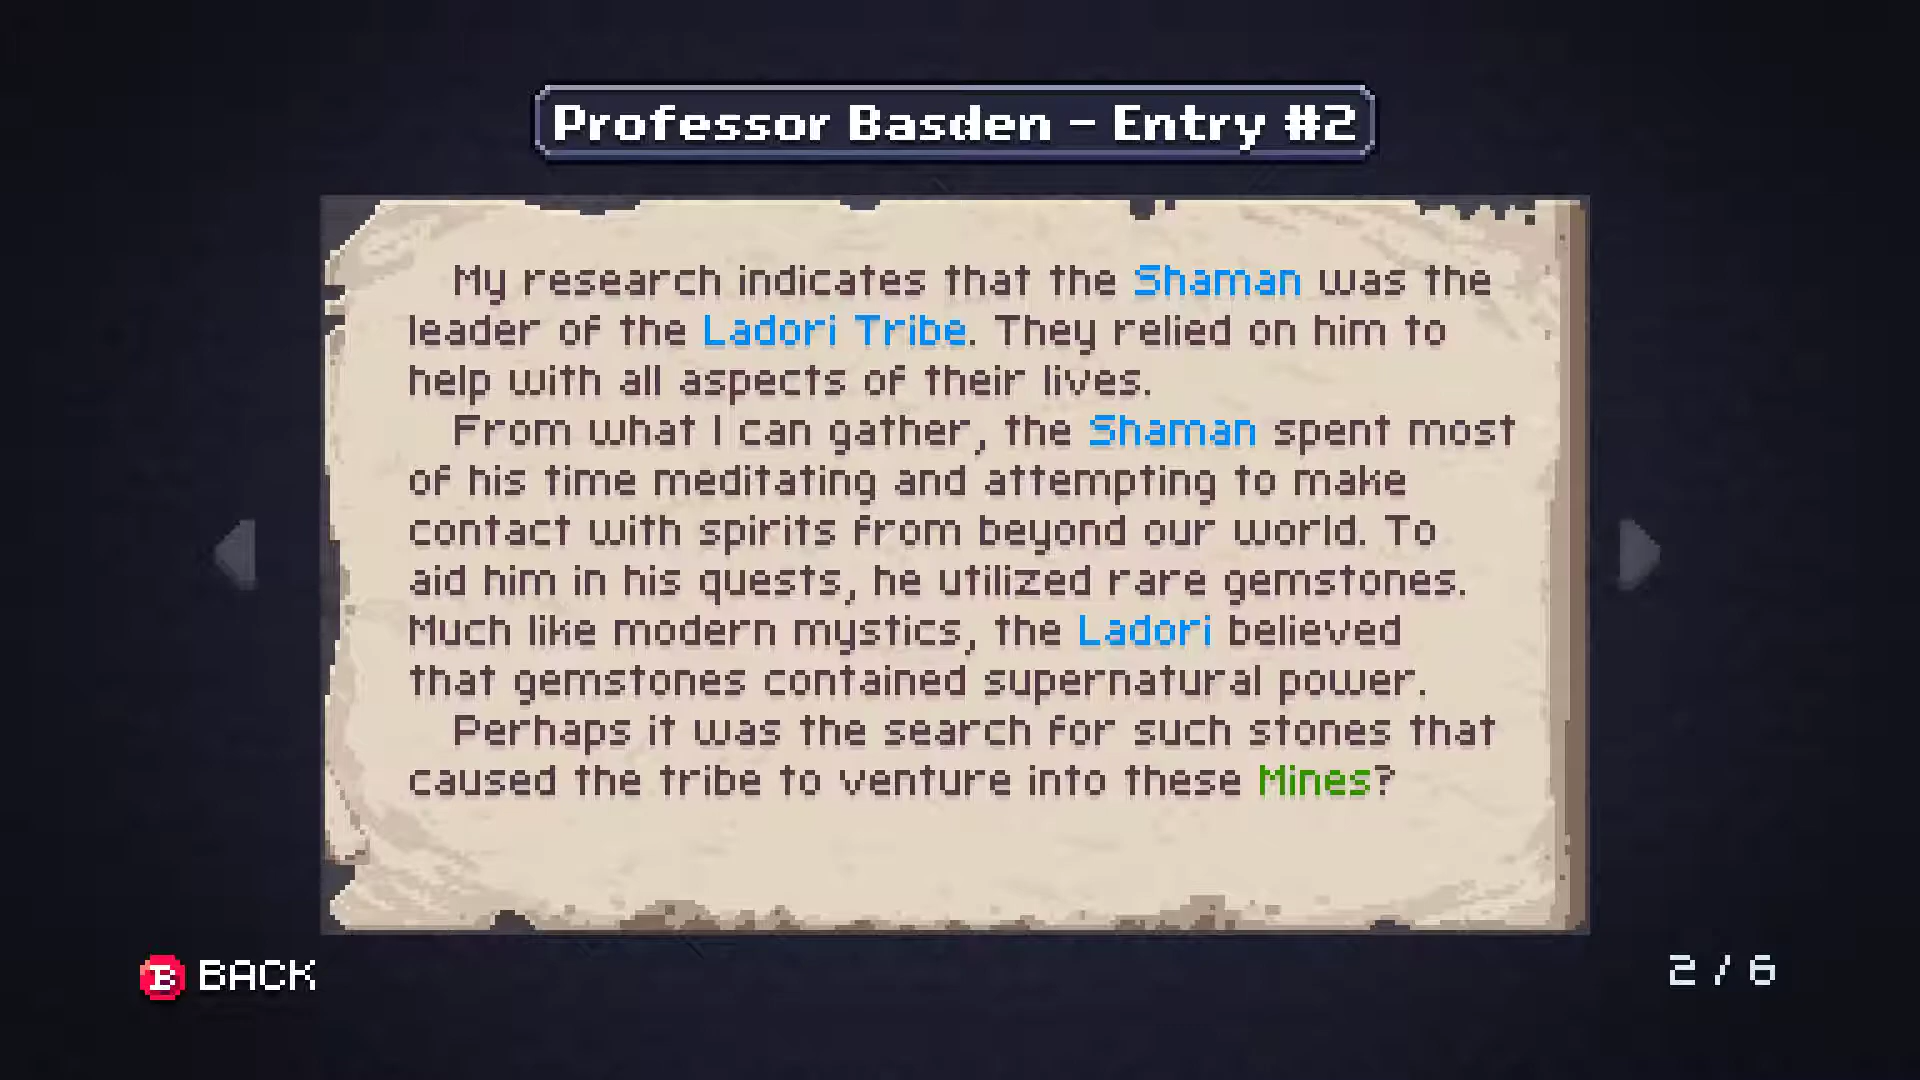 Professor Basden - Entry #2
My research indicates that the Shaman was the
leader of the Ladori Tribe. They relied on him to
help with all aspects of their lives.
From what I can gather, the Shaman spent most
of his time meditating and attempting to make
contact with spirits from beyond our world. To
aid him in his quests, he utilized rare gemstones.
Much like modern mystics, the Ladori believed
that gemstones contained supernatural power.
Perhaps it was the search for such stones that
caused the tribe to venture into these Mines?
B BACK
2 / 6